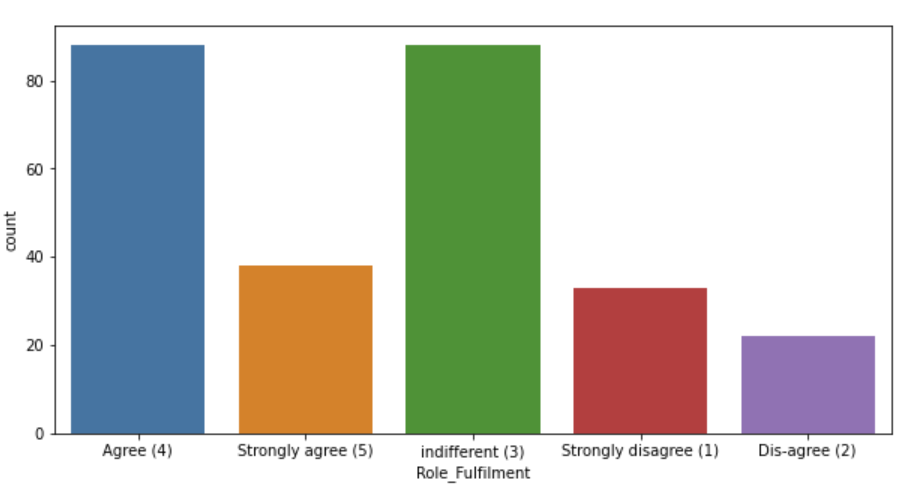 80
60
40
20
0
count
Agree (4) Strongly agree (5) indifferent (3) Strongly disagree (1) Dis-agree (2)
Role_Fulfilment